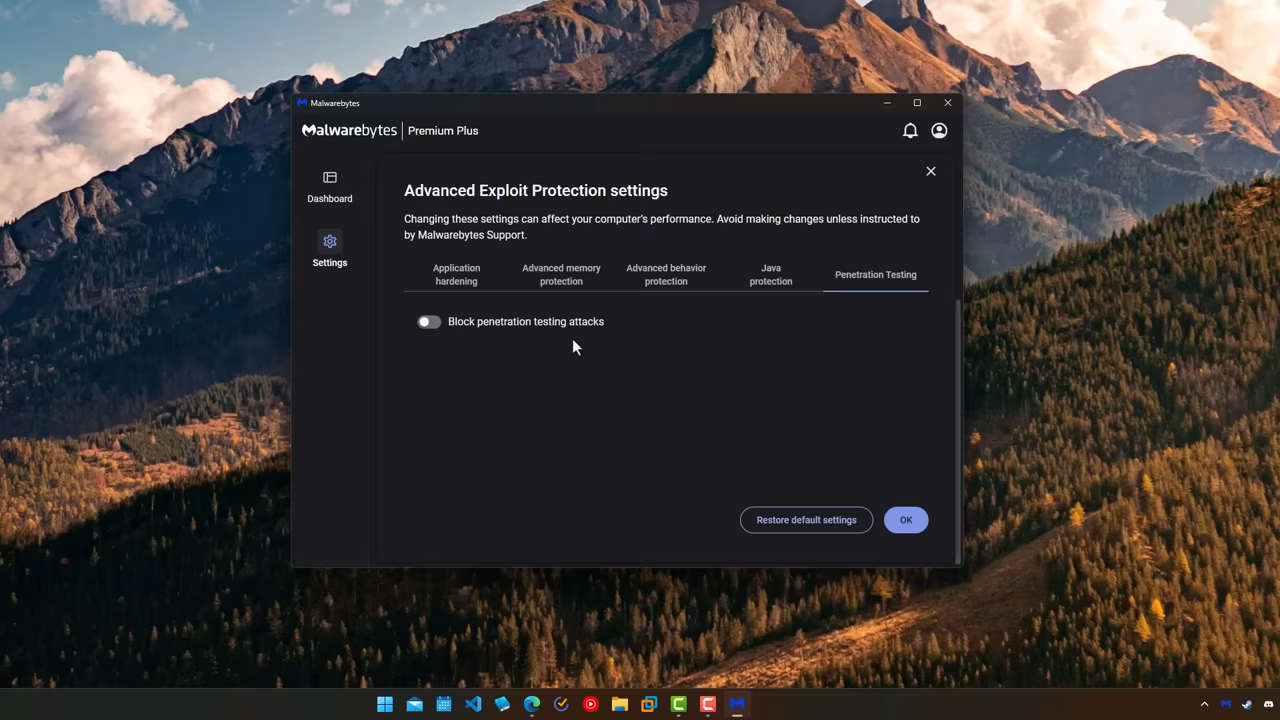 Malwarebytes
Malwarebytes | Premium Plus
Dashboard
Settings
Advanced Exploit Protection settings
Changing these settings can affect your computer's performance. Avoid making changes unless instructed to
by Malwarebytes Support.
Application
hardening
Advanced memory
protection
Advanced behavior
protection
Java
protection
Penetration Testing
Block penetration testing attacks
Restore default settings
OK